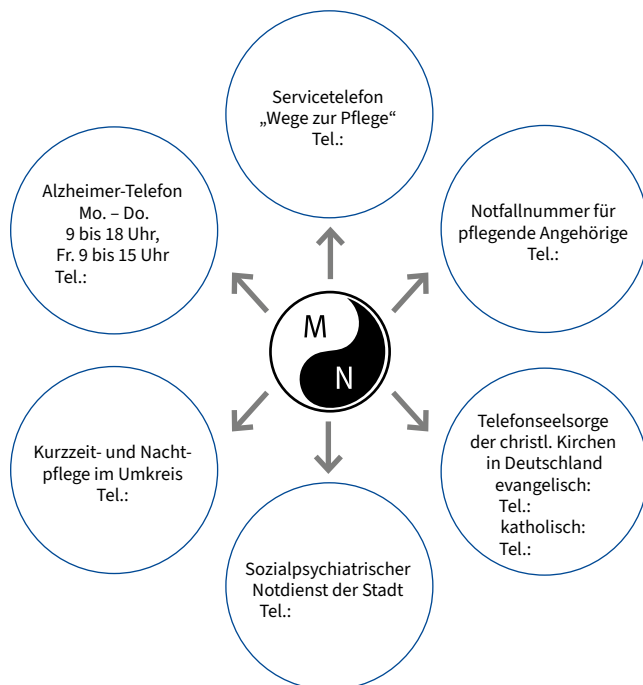 Servicetelefon
„Wege zur Pflege“
Tel.:
Alzheimer-Telefon
Mo. – Do.
9 bis 18 Uhr,
Fr. 9 bis 15 Uhr
Tel.:
Notfallnummer für
pflegende Angehörige
Tel.:
M
N
Kurzzeit- und Nacht-
pflege im Umkreis
Tel.:
Telefonseelsorge
der christl. Kirchen
in Deutschland
evangelisch:
Tel.:
katholisch:
Tel.:
Sozialpsychiatrischer
Notdienst der Stadt
Tel.: